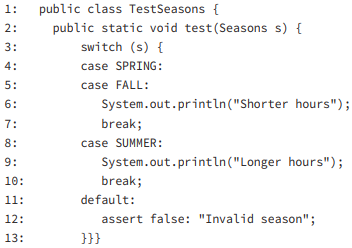 1:  public class TestSeasons {
2:    public static void test(Seasons s) {
3:        switch (s) {
4:        case SPRING:
5:        case FALL:
6:           System.out.println("Shorter hours");
7:           break;
8:        case SUMMER:
9:           System.out.println("Longer hours");
10:          break;
11:       default:
12:          assert false: "Invalid season";
13:       }}}